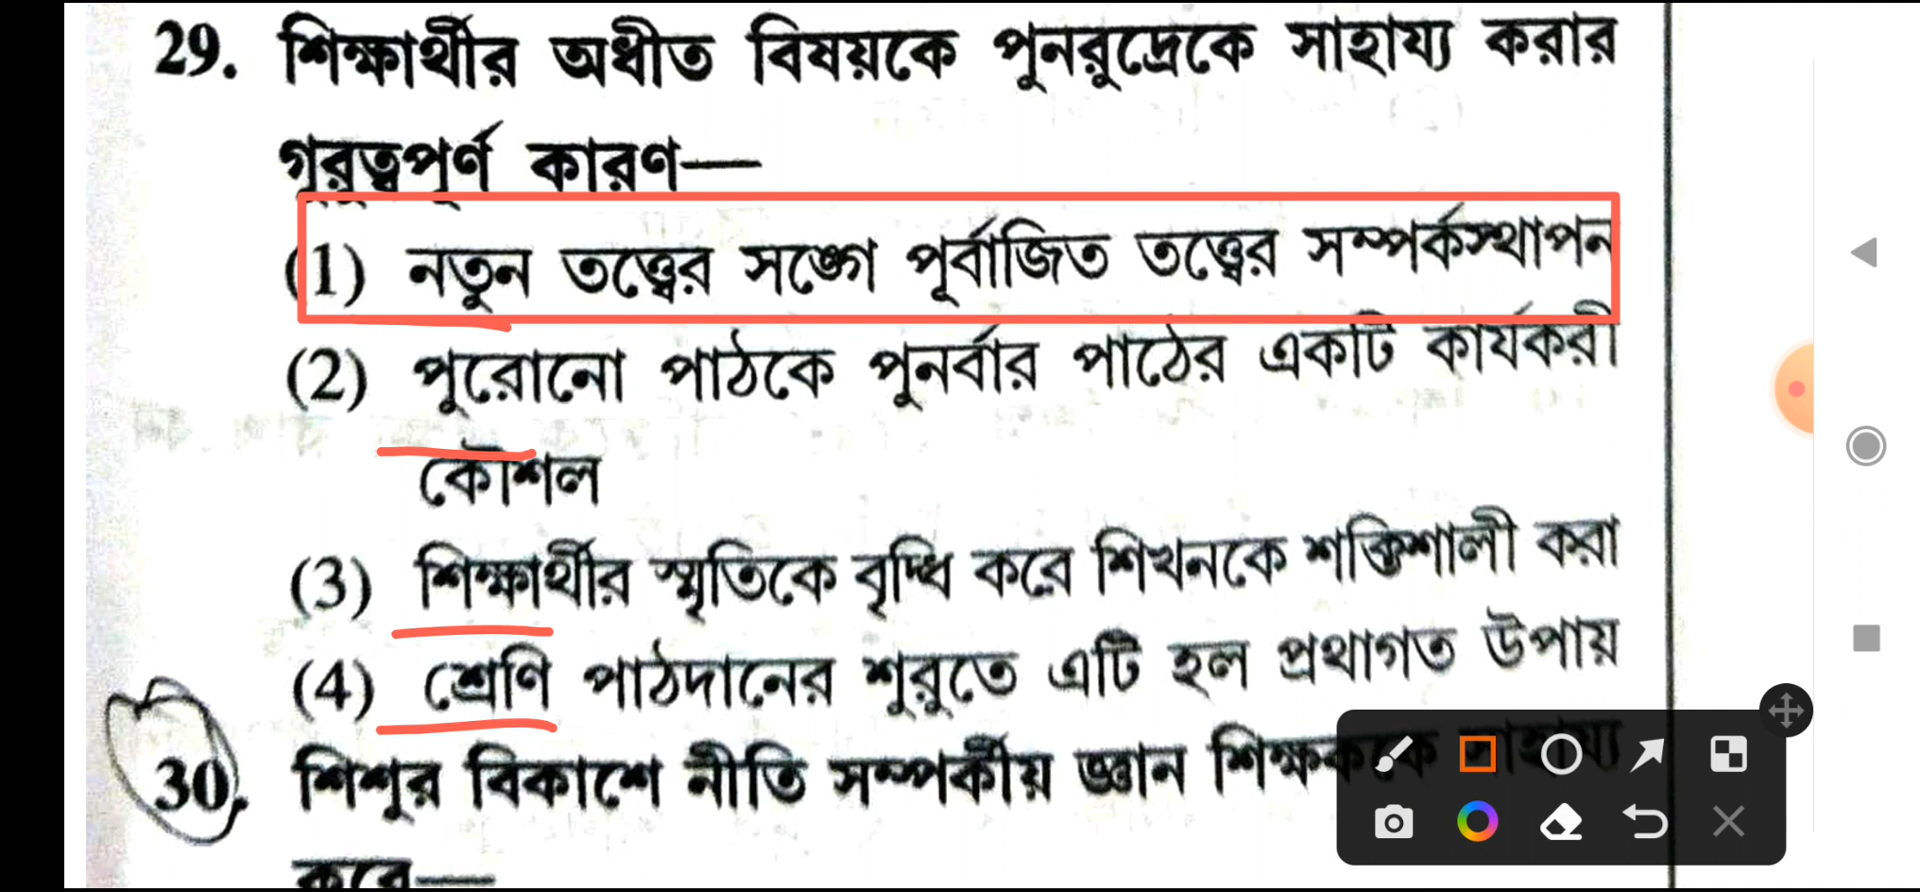 29. শিক্ষার্থীর অধীত বিষয়কে পুনরুদ্রেকে সাহায্য করার
গুরুত্বপূর্ণ কারণ—
(1) নতুন তত্ত্বের সঙ্গে পূর্বার্জিত তত্ত্বের সম্পর্কস্থাপন
(2) পুরোনো পাঠকে পুনর্বার পাঠের একটি কার্যকরী
কৌশল
(3) শিক্ষার্থীর স্মৃতিকে বৃদ্ধি করে শিখনকে শক্তিশালী করা
(4) শ্রেণি পাঠদানের শুরুতে এটি হল প্রথাগত উপায়
30. শিশুর বিকাশে নীতি সম্পর্কীয় জ্ঞান শিক্ষককে সাহায্য
করে—